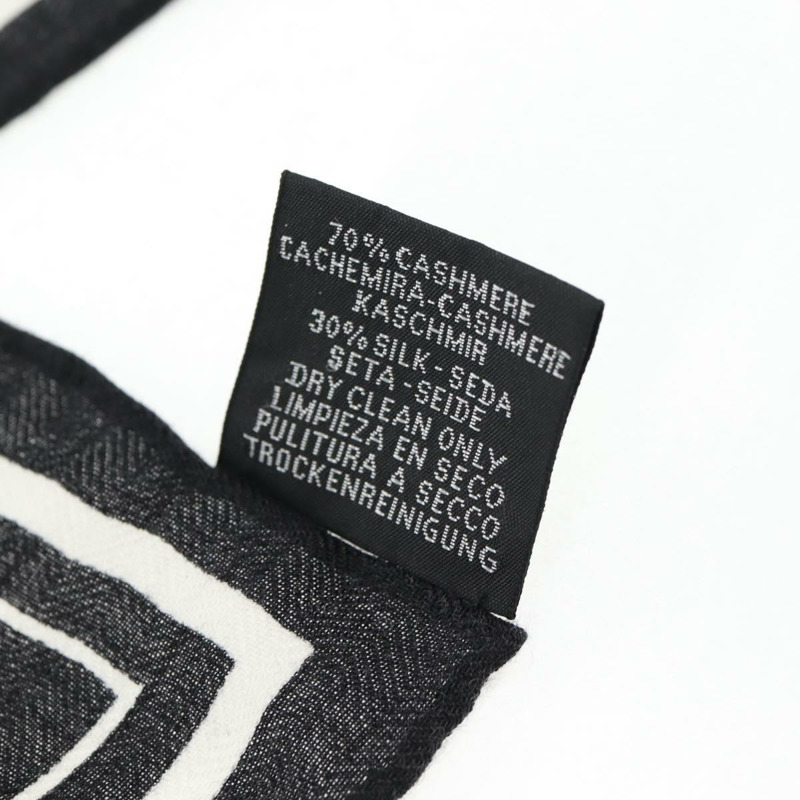 70% CASHMERE
CACHEMIRA-CASHMERE
KASCHMIR
30% SILK-SEDA
SETA-SEIDE
DRY CLEAN ONLY
LIMPIEZA EN SECO
PULITURA A SECCO
TROCKENREINIGUNG